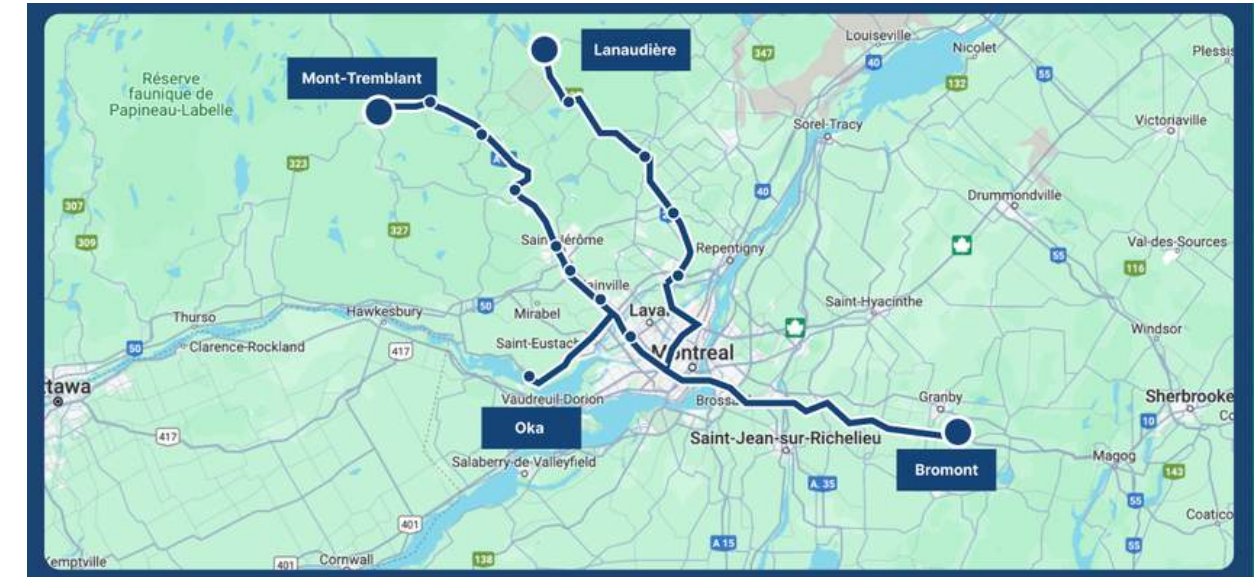 Lanaudière
Mont-Tremblant
Oka
Bromont
Réserve
faunique de
Papineau-Labelle
Louiseville
Nicolet
Plessis
347
40
55
132
Sorel-Tracy
Victoriaville
323
40
Drummondville
307
309
327
Repentigny
55
Val-des-Sources
116
Thurso
Hawkesbury
50
Mirabel
Saint-Hyacinthe
Windsor
50
Clarence-Rockland
417
Montreal
Vaudreuil-Dorion
Granby
Sherbrooke
417
Saint-Jean-sur-Richelieu
10
Magog
Salaberry-de-Valleyfield
143
A. 35
55
401
Coatico
A 15
55
Kemptville
401
Cornwall
138